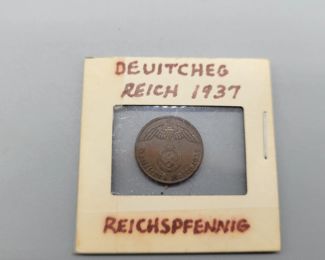 DEUITCHEG
REICH 1937
REICHSPFENNIG